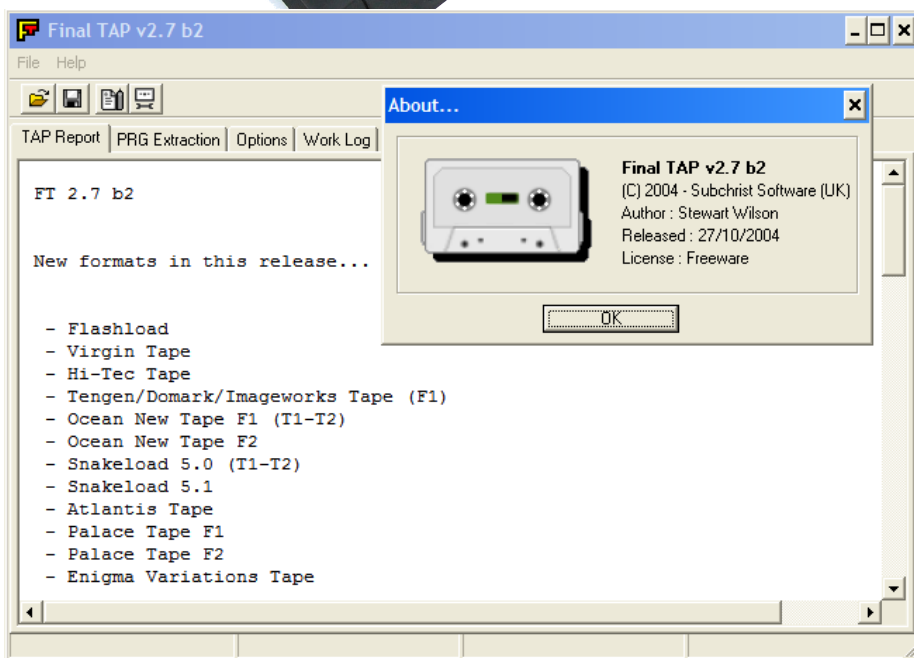 Final TAP v2.7 b2
File Help
TAP Report PRG Extraction Options Work Log
FT 2.7 b2
New formats in this release...
- Flashload
- Virgin Tape
- Hi-Tec Tape
- Tengen/Domark/Imageworks Tape (F1)
- Ocean New Tape F1 (T1-T2)
- Ocean New Tape F2
- Snakeload 5.0 (T1-T2)
- Snakeload 5.1
- Atlantis Tape
- Palace Tape F1
- Palace Tape F2
- Enigma Variations Tape
About...
Final TAP v2.7 b2
(C) 2004 - Subchrist Software (UK)
Author : Stewart Wilson
Released : 27/10/2004
License : Freeware
OK